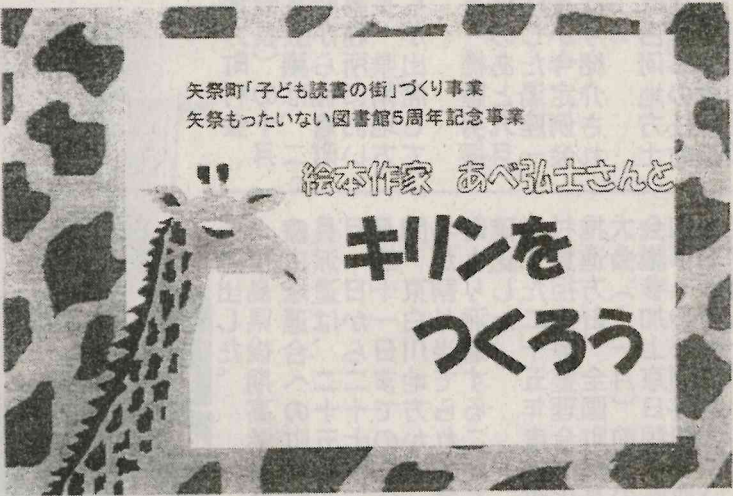 矢祭町「子ども読書の街」づくり事業
矢祭もったいない図書館5周年記念事業
絵本作家 あべ弘士さんと
キリンを
つくろう